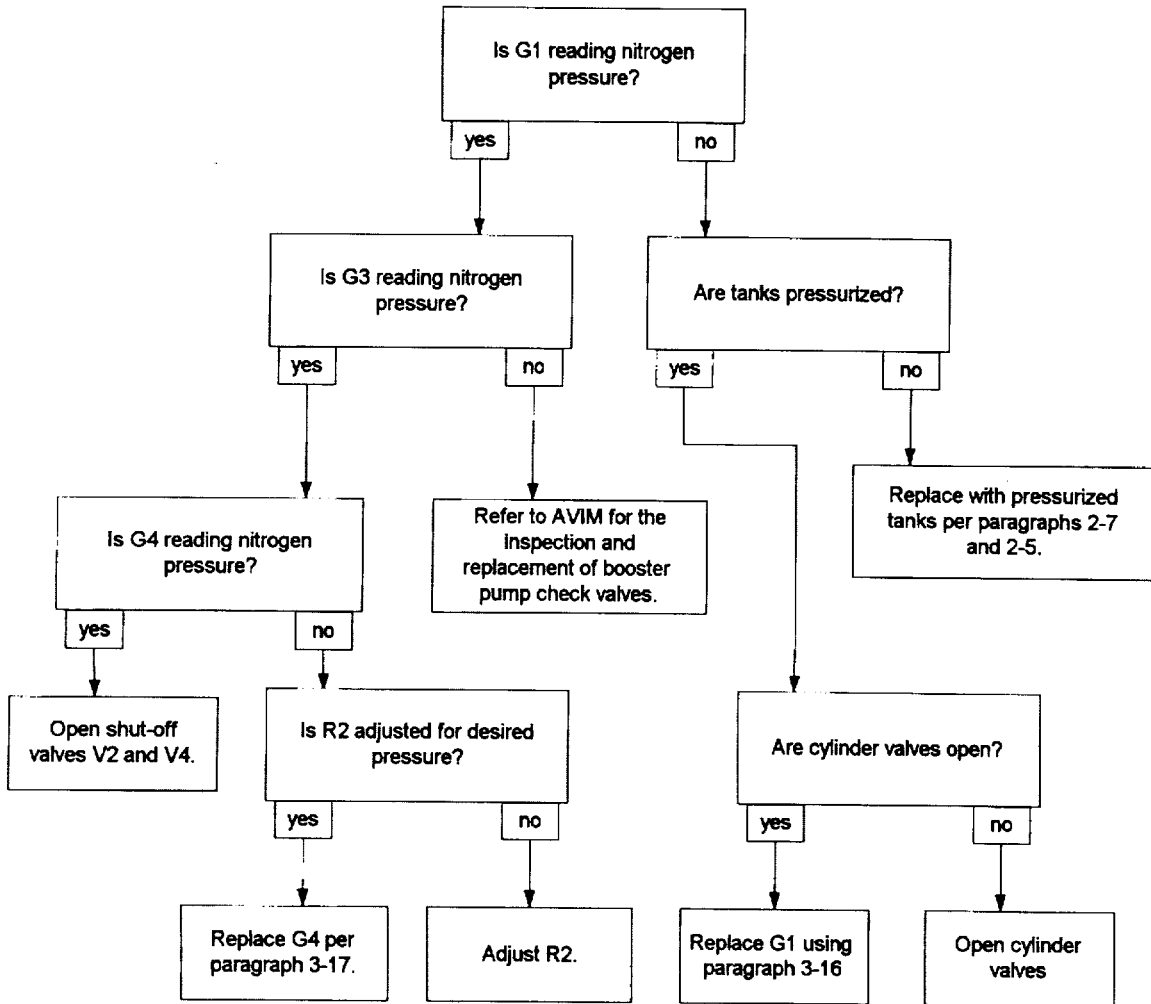 Is G1 reading nitrogen
pressure?
yes
no
Is G3 reading nitrogen
pressure?
Are tanks pressurized?
yes
no
yes
no
Is G4 reading nitrogen
pressure?
Refer to AVIM for the
inspection and
replacement of booster
pump check valves.
Replace with pressurized
tanks per paragraphs 2-7
and 2-5.
yes
no
Open shut-off
valves V2 and V4.
Is R2 adjusted for desired
pressure?
Are cylinder valves open?
yes
no
yes
no
Replace G4 per
paragraph 3-17.
Adjust R2.
Replace G1 using
paragraph 3-16
Open cylinder
valves